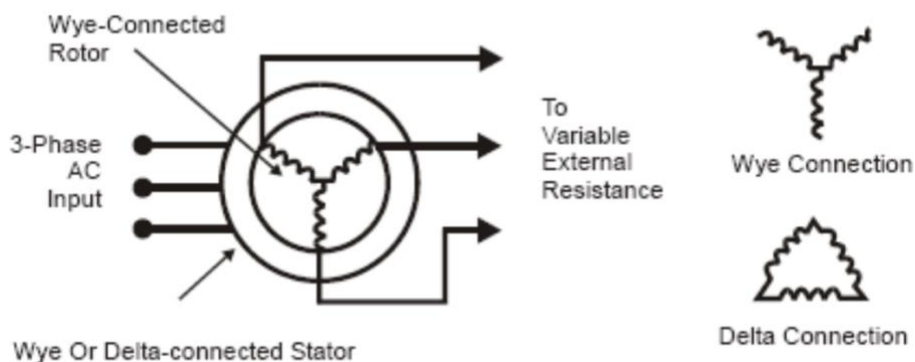 Wye-Connected
Rotor
3-Phase
AC
Input
To
Variable
External
Resistance
Wye Or Delta-connected Stator
Wye Connection
Delta Connection